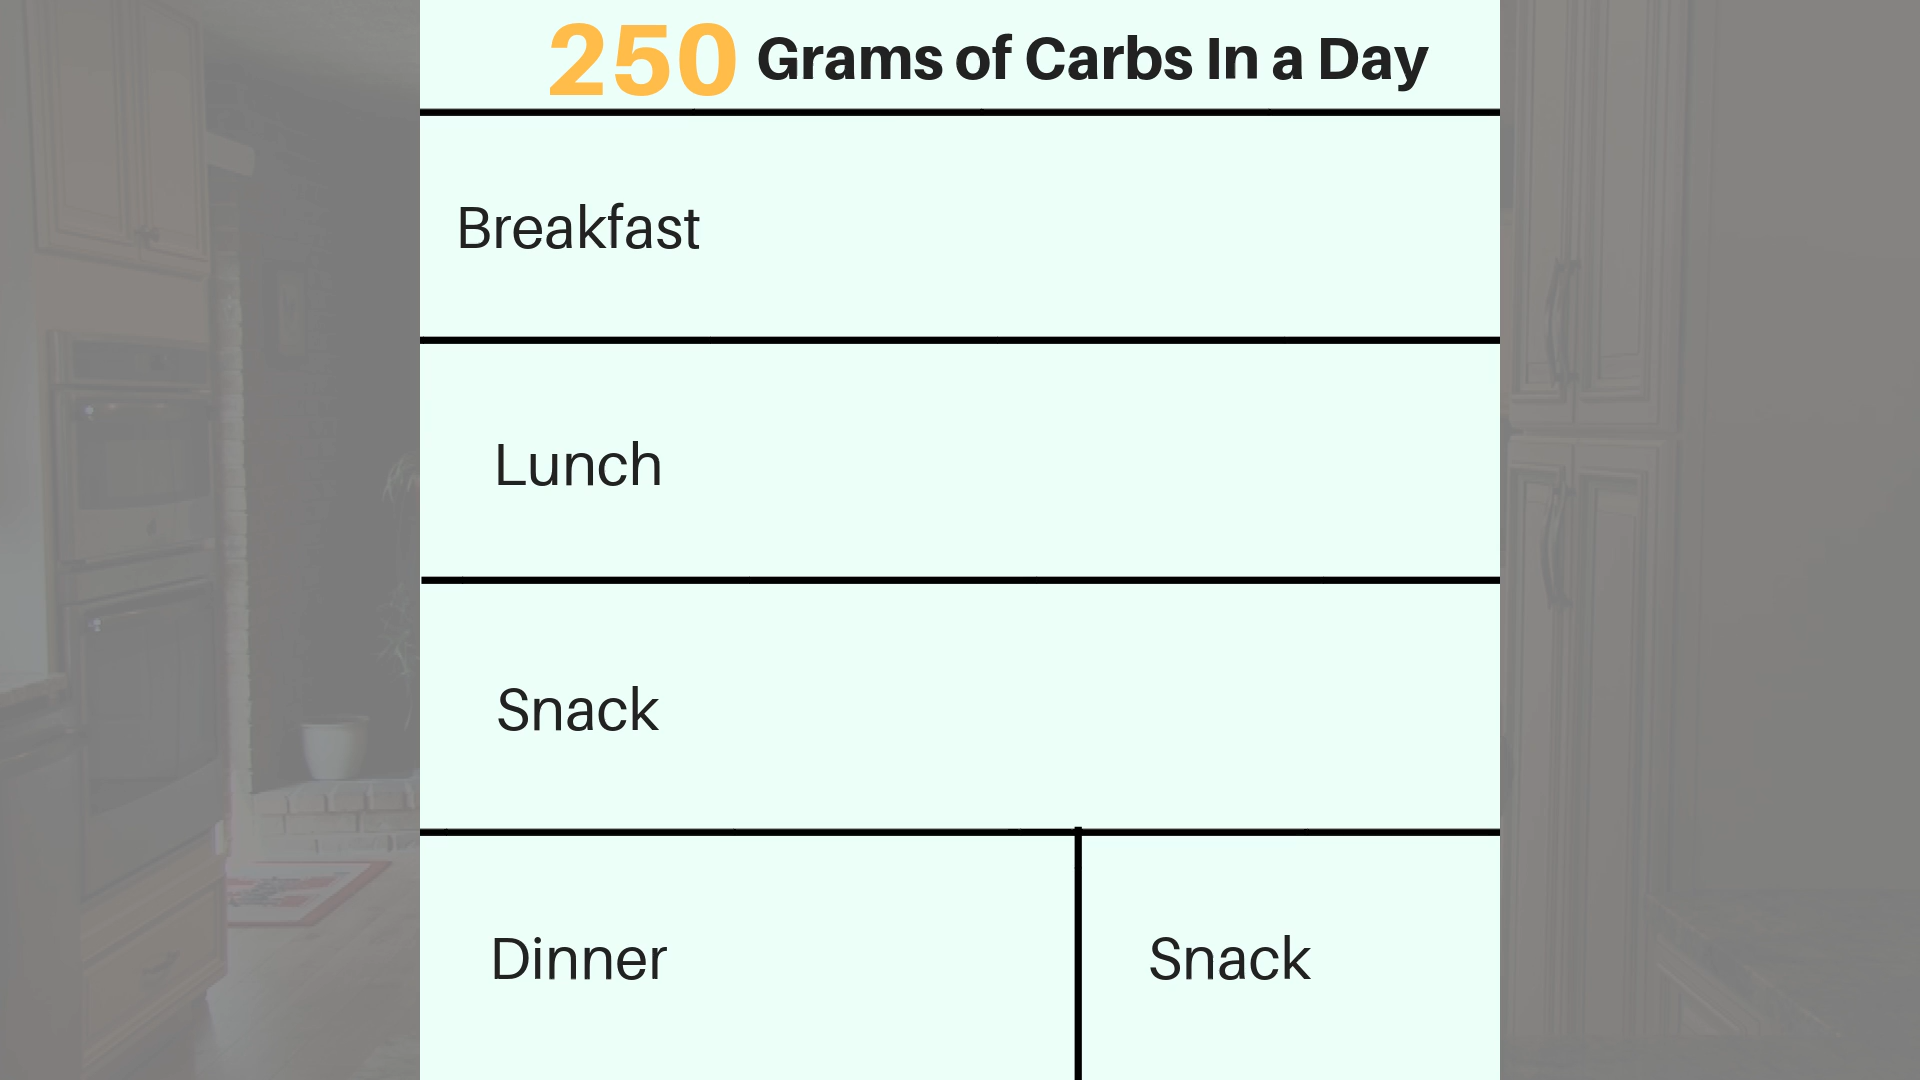 250 Grams of Carbs In a Day
Breakfast
Lunch
Snack
Dinner
Snack